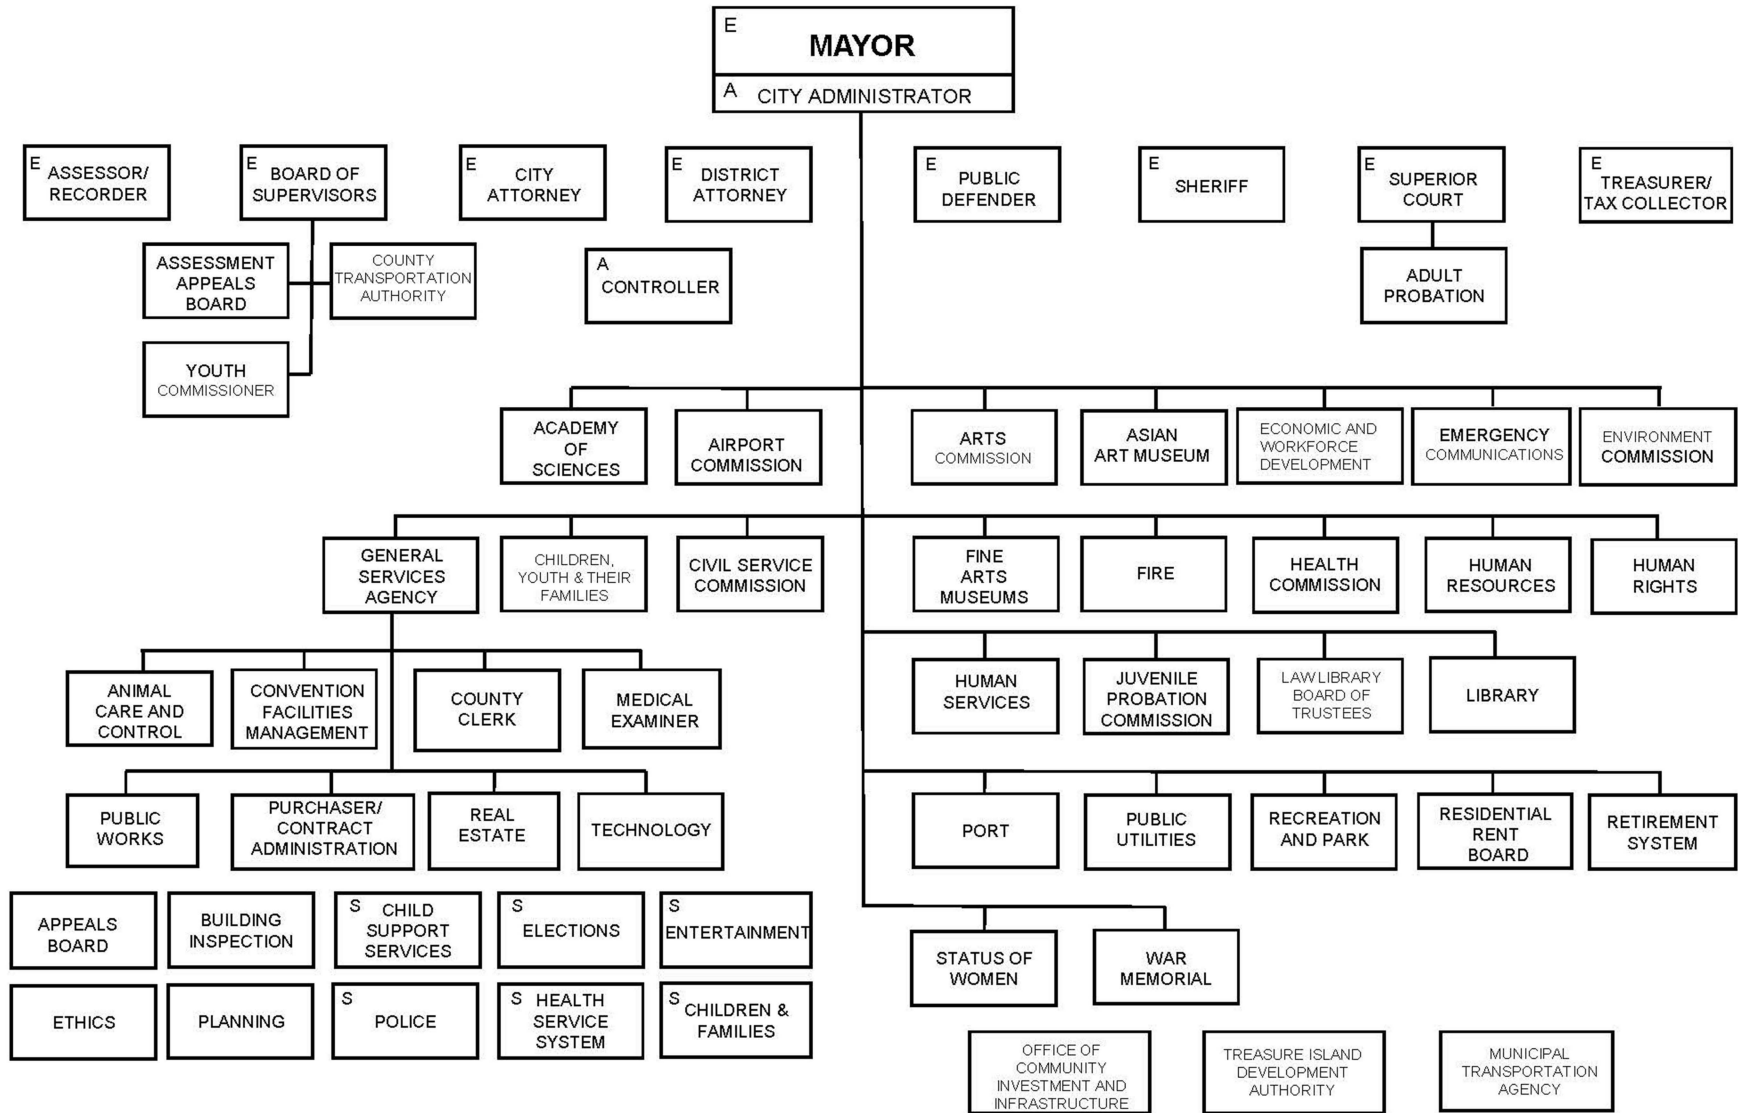 E
MAYOR
A CITY ADMINISTRATOR
E ASSESSOR/
RECORDER
E BOARD OF
SUPERVISORS
E CITY
ATTORNEY
E DISTRICT
ATTORNEY
E PUBLIC
DEFENDER
E
SHERIFF
E SUPERIOR
COURT
E
TREASURER/
TAX COLLECTOR
ASSESSMENT
APPEALS
BOARD
COUNTY
TRANSPORTATION
AUTHORITY
A
CONTROLLER
ADULT
PROBATION
YOUTH
COMMISSIONER
ACADEMY
OF
SCIENCES
AIRPORT
COMMISSION
ARTS
COMMISSION
ASIAN
ART MUSEUM
ECONOMIC AND
WORKFORCE
DEVELOPMENT
EMERGENCY
COMMUNICATIONS
ENVIRONMENT
COMMISSION
GENERAL
SERVICES
AGENCY
CHILDREN,
YOUTH & THEIR
FAMILIES
CIVIL SERVICE
COMMISSION
FINE
ARTS
MUSEUMS
FIRE
HEALTH
COMMISSION
HUMAN
RESOURCES
HUMAN
RIGHTS
ANIMAL
CARE AND
CONTROL
CONVENTION
FACILITIES
MANAGEMENT
COUNTY
CLERK
MEDICAL
EXAMINER
HUMAN
SERVICES
JUVENILE
PROBATION
COMMISSION
LAW LIBRARY
BOARD OF
TRUSTEES
LIBRARY
PUBLIC
WORKS
PURCHASER/
CONTRACT
ADMINISTRATION
REAL
ESTATE
TECHNOLOGY
PORT
PUBLIC
UTILITIES
RECREATION
AND PARK
RESIDENTIAL
RENT
BOARD
RETIREMENT
SYSTEM
APPEALS
BOARD
BUILDING
INSPECTION
S CHILD
SUPPORT
SERVICES
S
ELECTIONS
S
ENTERTAINMENT
STATUS OF
WOMEN
WAR
MEMORIAL
ETHICS
PLANNING
S
POLICE
S HEALTH
SERVICE
SYSTEM
S CHILDREN &
FAMILIES
OFFICE OF
COMMUNITY
INVESTMENT AND
INFRASTRUCTURE
TREASURE ISLAND
DEVELOPMENT
AUTHORITY
MUNICIPAL
TRANSPORTATION
AGENCY